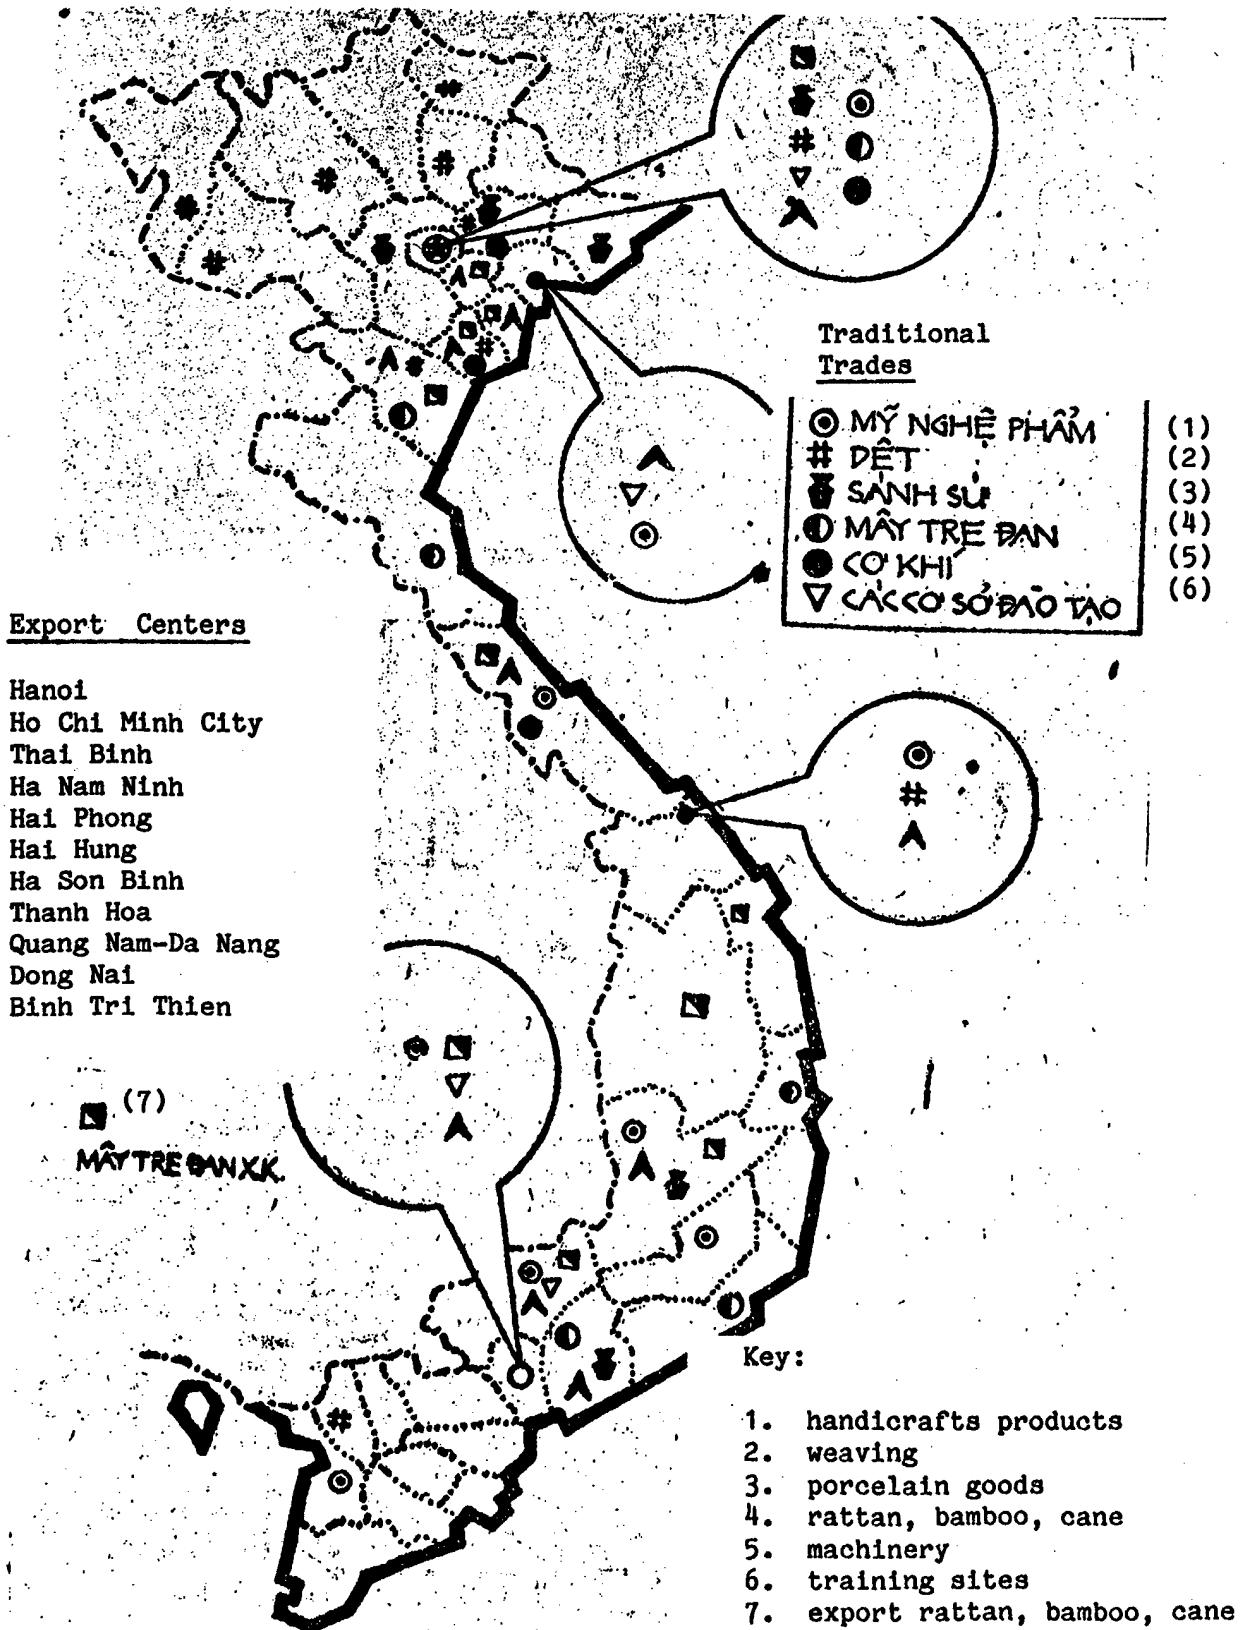 Traditional
Trades
MỸ NGHỆ PHẨM (1)
DỆT (2)
SÀNH SỨ (3)
MÂY TRE ĐAN (4)
CƠ KHÍ (5)
CÁC CƠ SỞ ĐÀO TẠO (6)
Export Centers
Hanoi
Ho Chi Minh City
Thai Binh
Ha Nam Ninh
Hai Phong
Hai Hung
Ha Son Binh
Thanh Hoa
Quang Nam-Da Nang
Dong Nai
Binh Tri Thien
(7)
MÂY TRE ĐAN X.K.
Key:
1. handicrafts products
2. weaving
3. porcelain goods
4. rattan, bamboo, cane
5. machinery
6. training sites
7. export rattan, bamboo, cane